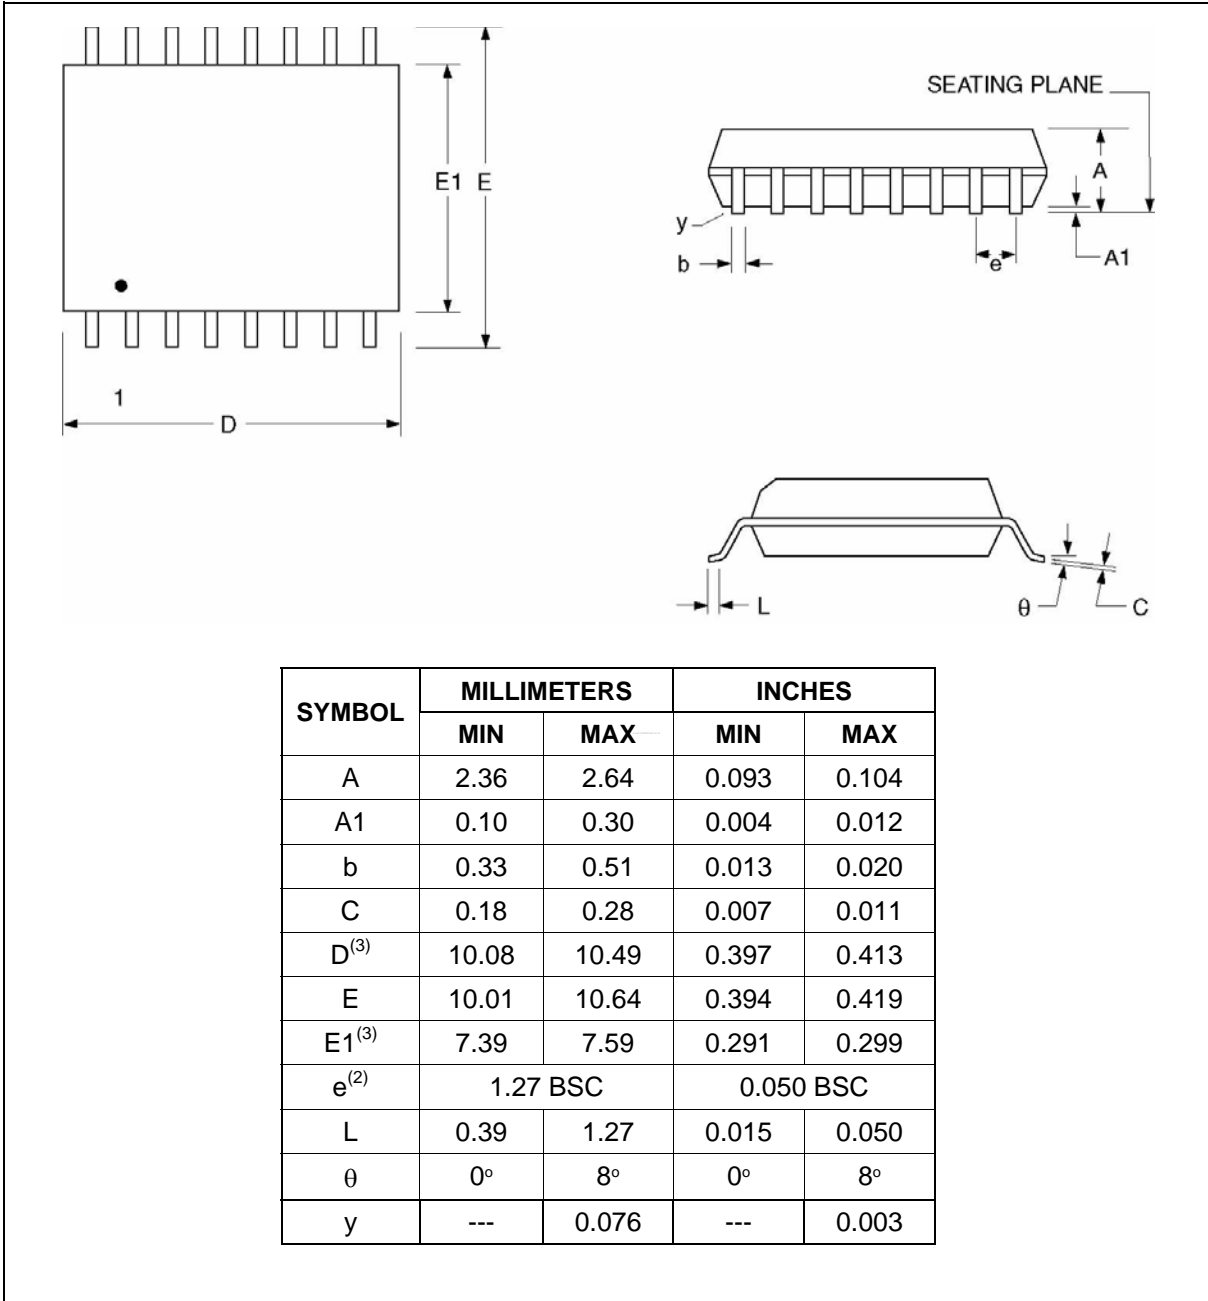 SEATING PLANE
E1 E
A
y
b
e
A1
1
D
L
θ
C
SYMBOL MILLIMETERS INCHES
MIN MAX MIN MAX
A 2.36 2.64 0.093 0.104
A1 0.10 0.30 0.004 0.012
b 0.33 0.51 0.013 0.020
C 0.18 0.28 0.007 0.011
D(3) 10.08 10.49 0.397 0.413
E 10.01 10.64 0.394 0.419
E1(3) 7.39 7.59 0.291 0.299
e(2) 1.27 BSC 0.050 BSC
L 0.39 1.27 0.015 0.050
θ 0° 8° 0° 8°
y --- 0.076 --- 0.003